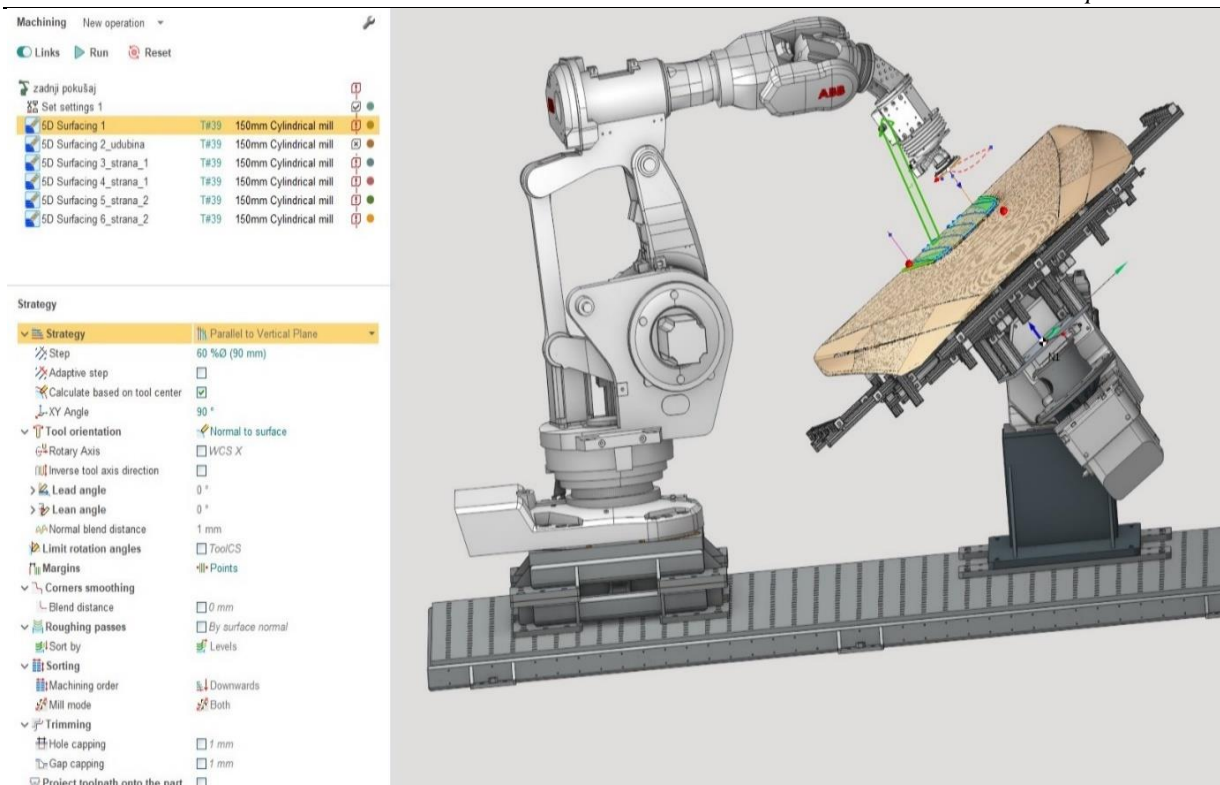 Machining New operation
Links Run Reset
zadnji pokušaj
Set settings 1
5D Surfacing 1 T#39 150mm Cylindrical mill
5D Surfacing 2_udubina T#39 150mm Cylindrical mill
5D Surfacing 3_strana_1 T#39 150mm Cylindrical mill
5D Surfacing 4_strana_1 T#39 150mm Cylindrical mill
5D Surfacing 5_strana_2 T#39 150mm Cylindrical mill
5D Surfacing 6_strana_2 T#39 150mm Cylindrical mill
Strategy
Strategy Parallel to Vertical Plane
Step 60 %Ø (90 mm)
Adaptive step
Calculate based on tool center
XY Angle 90 °
Tool orientation Normal to surface
Rotary Axis WCS X
Inverse tool axis direction
Lead angle 0 °
Lean angle 0 °
Normal blend distance 1 mm
Limit rotation angles ToolCS
Margins Points
Corners smoothing
Blend distance 0 mm
Roughing passes By surface normal
Sort by Levels
Sorting
Machining order Downwards
Mill mode Both
Trimming
Hole capping 1 mm
Gap capping 1 mm
Project toolpath onto the part
ABB